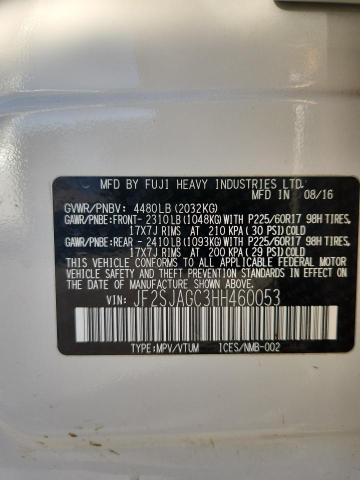 MFD BY FUJI HEAVY INDUSTRIES LTD.
MFD IN 08/16
GVWR/PNBV: 4480LB(2032KG)
GAWR/PNBE:FRONT- 2310LB(1048KG)WITH P225/60R17 98H TIRES,
17X7J RIMS AT 210 KPA(30 PSI)COLD
GAWR/PNBE:REAR - 2410LB(1093KG)WITH P225/60R17 98H TIRES,
17X7J RIMS AT 200 KPA(29 PSI)COLD
THIS VEHICLE CONFORMS TO ALL
APPLICABLE FEDERAL MOTOR VEHICLE SAFETY
STANDARDS IN EFFECT ON THE DATE OF
MANUFACTURE SHOWN ABOVE.
VIN: JF2SJAGC3HH460053
TYPE:MPV/VTUM ICES/NMB-002